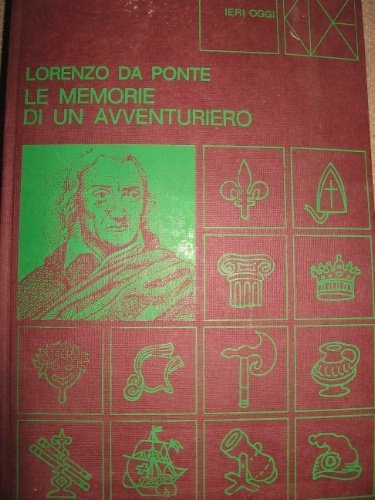 IERI OGGI
LORENZO DA PONTE
LE MEMORIE
DI UN AVVENTURIERO